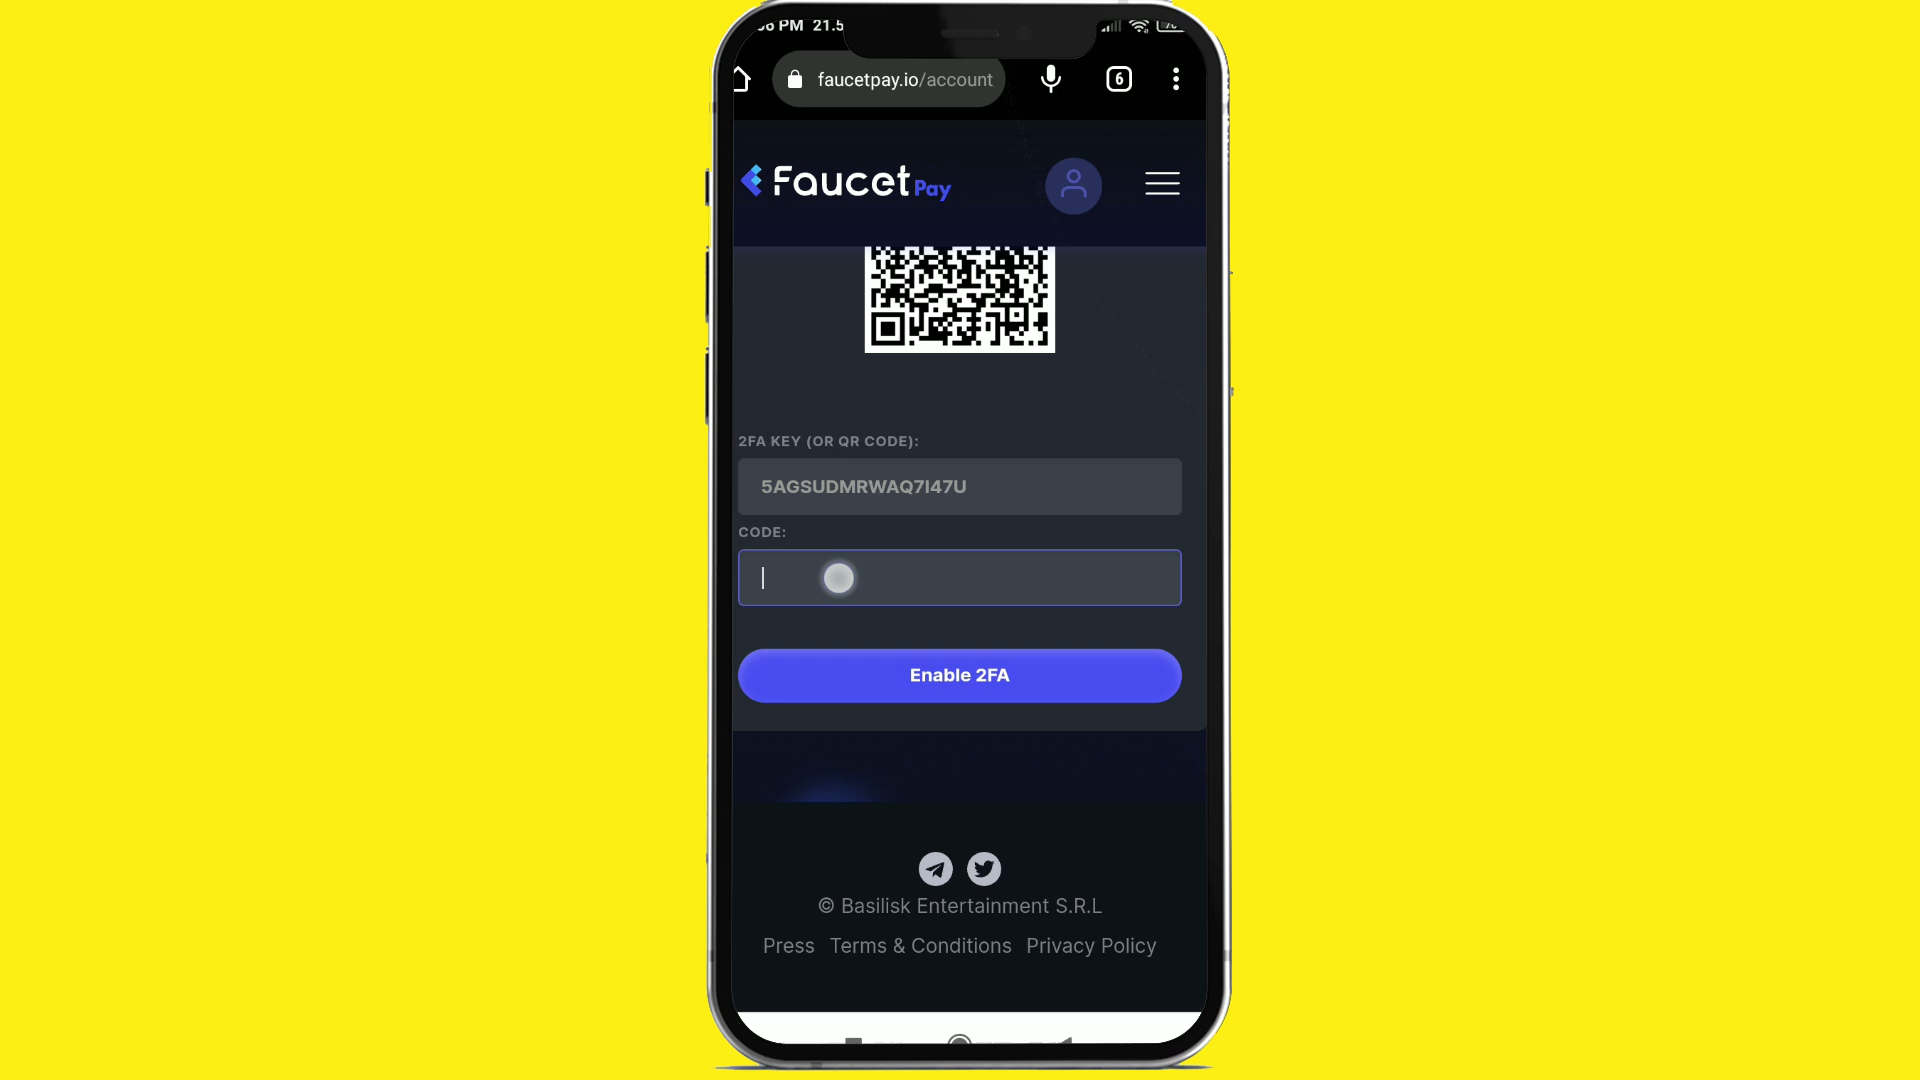 PM 21.5
faucetpay.io/account
6
Faucet Pay
2FA KEY (OR QR CODE):
5AGSUDMRWAQ7I47U
CODE:
Enable 2FA
© Basilisk Entertainment S.R.L
Press Terms & Conditions Privacy Policy